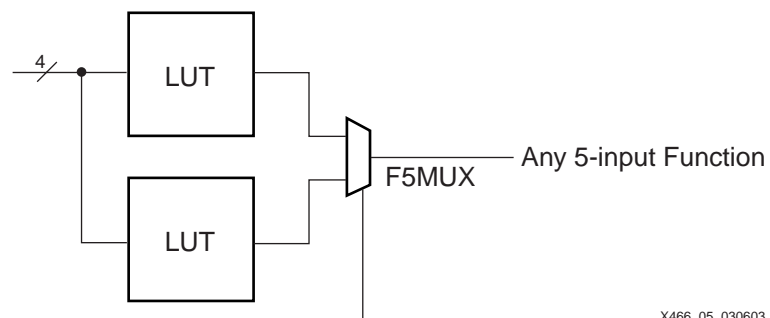 4
LUT
Any 5-input Function
F5MUX
LUT
X466_05_030603